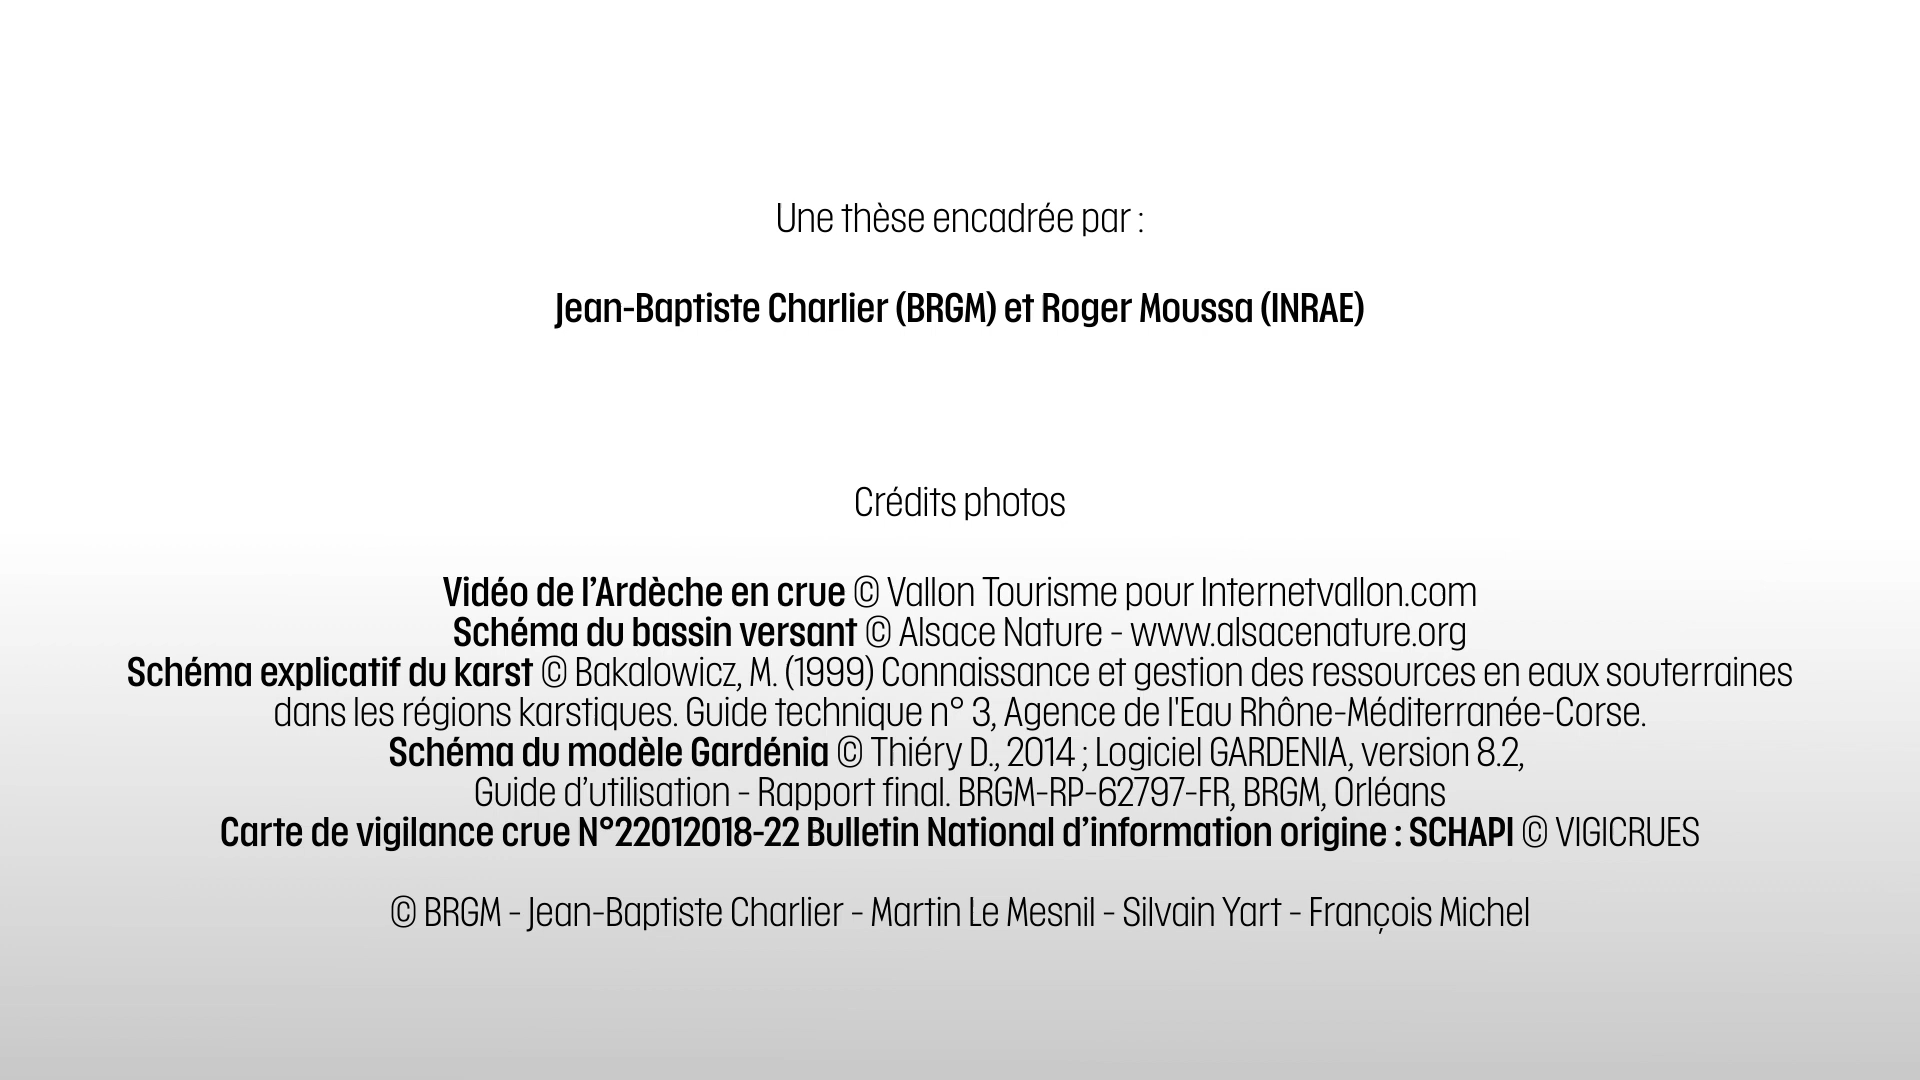 Une thèse encadrée par :
Jean-Baptiste Charlier (BRGM) et Roger Moussa (INRAE)
Crédits photos
Vidéo de l’Ardèche en crue © Vallon Tourisme pour Internetvallon.com
Schéma du bassin versant © Alsace Nature - www.alsacenature.org
Schéma explicatif du karst © Bakalowicz, M. (1999) Connaissance et gestion des ressources en eaux souterraines
dans les régions karstiques. Guide technique n° 3, Agence de l'Eau Rhône-Méditerranée-Corse.
Schéma du modèle Gardénia © Thiéry D., 2014 ; Logiciel GARDENIA, version 8.2,
Guide d’utilisation - Rapport final. BRGM-RP-62797-FR, BRGM, Orléans
Carte de vigilance crue N°22012018-22 Bulletin National d’information origine : SCHAPI © VIGICRUES
© BRGM - Jean-Baptiste Charlier - Martin Le Mesnil - Silvain Yart - François Michel